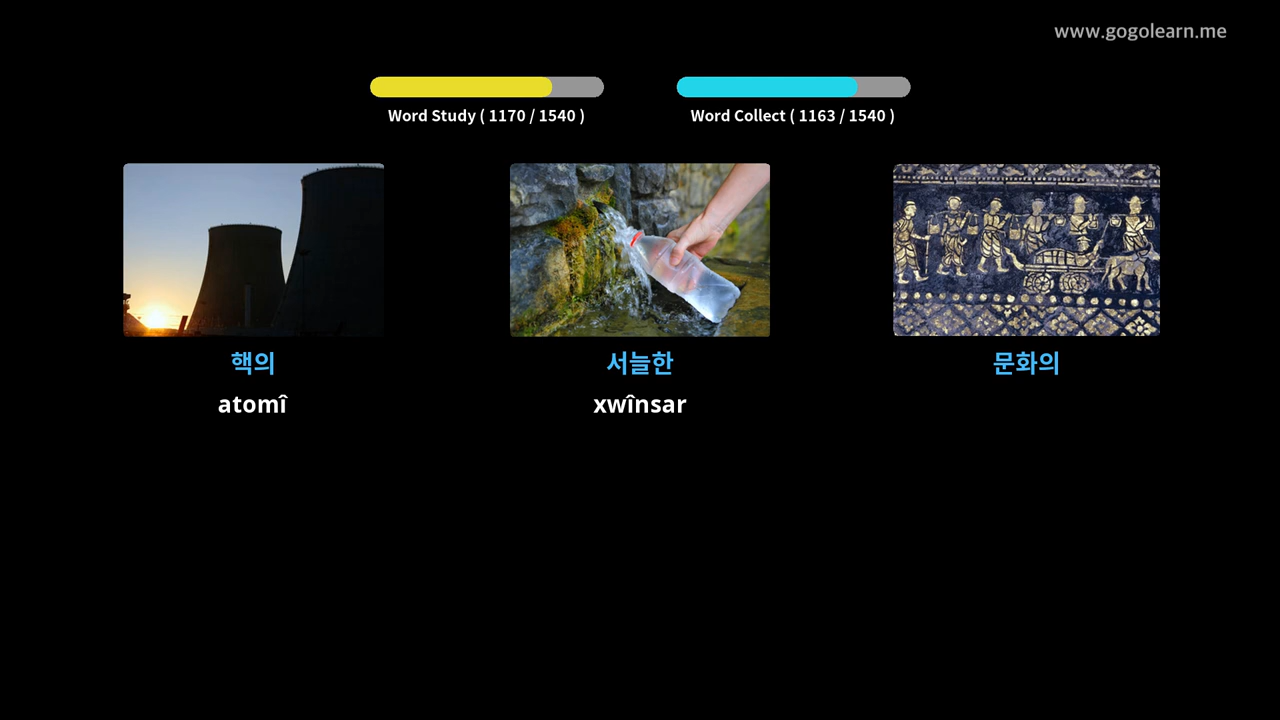 www.gogolearn.me
Word Study ( 1170 / 1540 )
Word Collect ( 1163 / 1540 )
핵의
atomî
서늘한
xwînsar
문화의